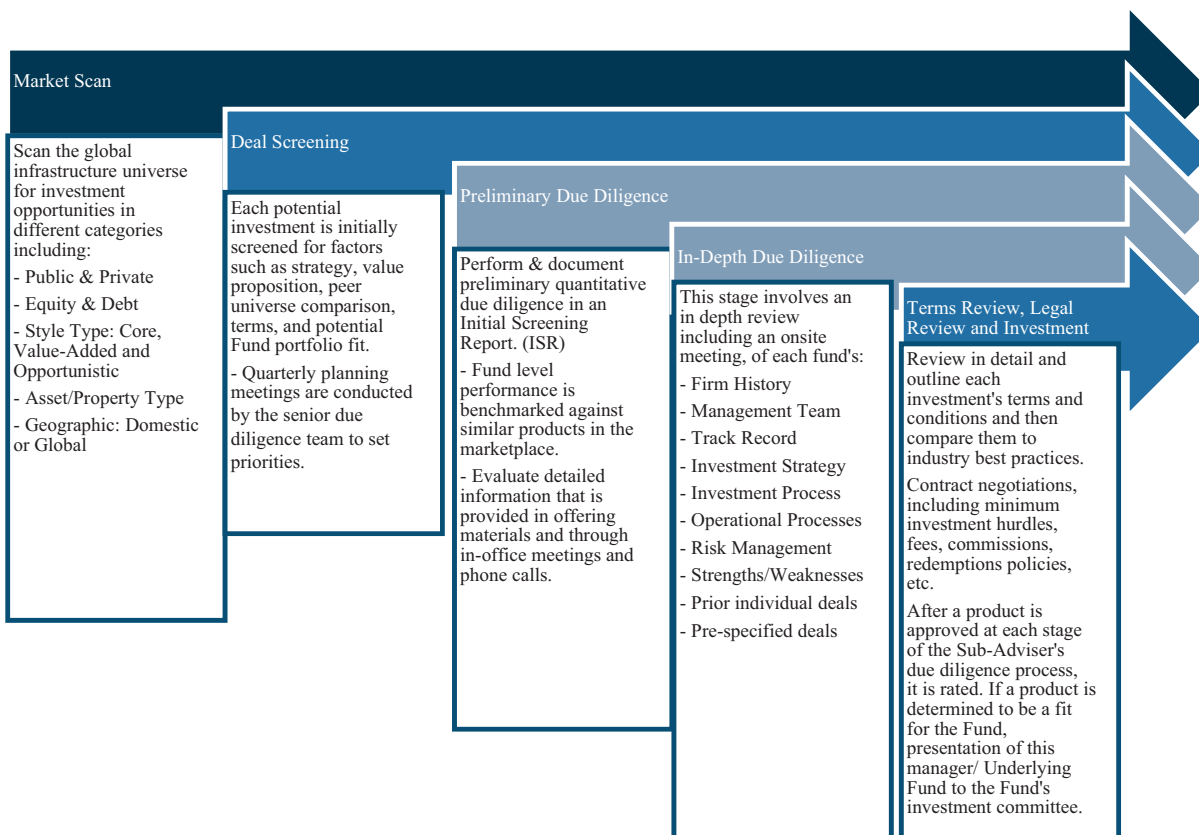 Market Scan
Scan the global
infrastructure universe
for investment
opportunities in
different categories
including:
- Public & Private
- Equity & Debt
- Style Type: Core,
Value-Added and
Opportunistic
- Asset/Property Type
- Geographic: Domestic
or Global
Deal Screening
Each potential
investment is initially
screened for factors
such as strategy, value
proposition, peer
universe comparison,
terms, and potential
Fund portfolio fit.
- Quarterly planning
meetings are conducted
by the senior due
diligence team to set
priorities.
Preliminary Due Diligence
Perform & document
preliminary quantitative
due diligence in an
Initial Screening
Report. (ISR)
- Fund level
performance is
benchmarked against
similar products in the
marketplace.
- Evaluate detailed
information that is
provided in offering
materials and through
in-office meetings and
phone calls.
In-Depth Due Diligence
This stage involves an
in depth review
including an onsite
meeting, of each fund's:
- Firm History
- Management Team
- Track Record
- Investment Strategy
- Investment Process
- Operational Processes
- Risk Management
- Strengths/Weaknesses
- Prior individual deals
- Pre-specified deals
Terms Review, Legal
Review and Investment
Review in detail and
outline each
investment's terms and
conditions and then
compare them to
industry best practices.
Contract negotiations,
including minimum
investment hurdles,
fees, commissions,
redemptions policies,
etc.
After a product is
approved at each stage
of the Sub-Adviser's
due diligence process,
it is rated. If a product is
determined to be a fit
for the Fund,
presentation of this
manager/ Underlying
Fund to the Fund's
investment committee.